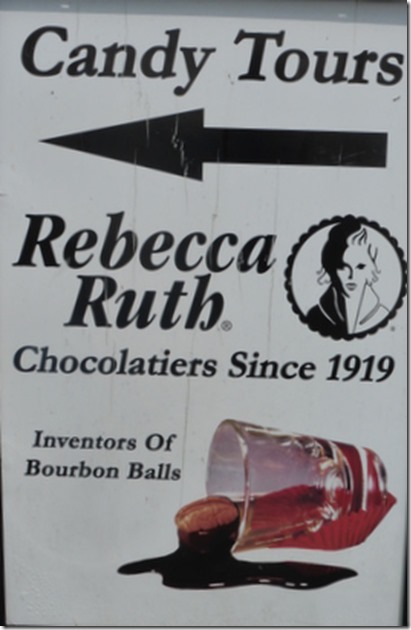 Candy Tours
Rebecca
Ruth®
Chocolatiers Since 1919
Inventors Of
Bourbon Balls